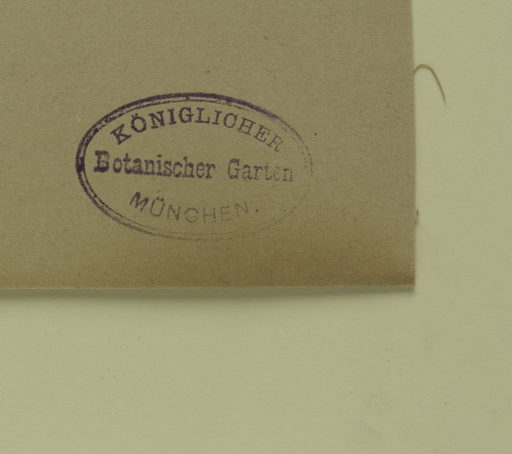 KÖNIGLICHER
Botanischer Garten
MÜNCHEN.